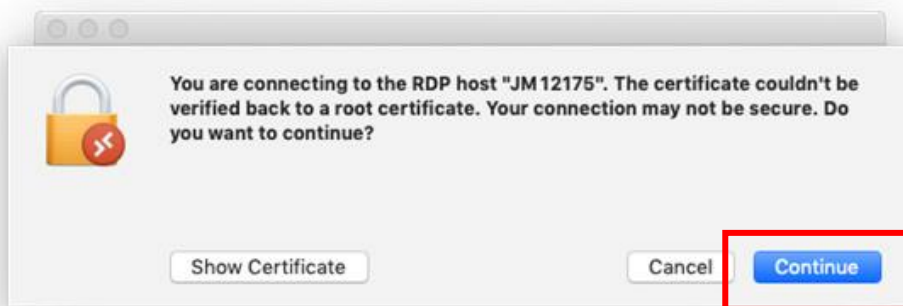 You are connecting to the RDP host "JM12175". The certificate couldn't be
verified back to a root certificate. Your connection may not be secure. Do
you want to continue?
Show Certificate
Cancel
Continue